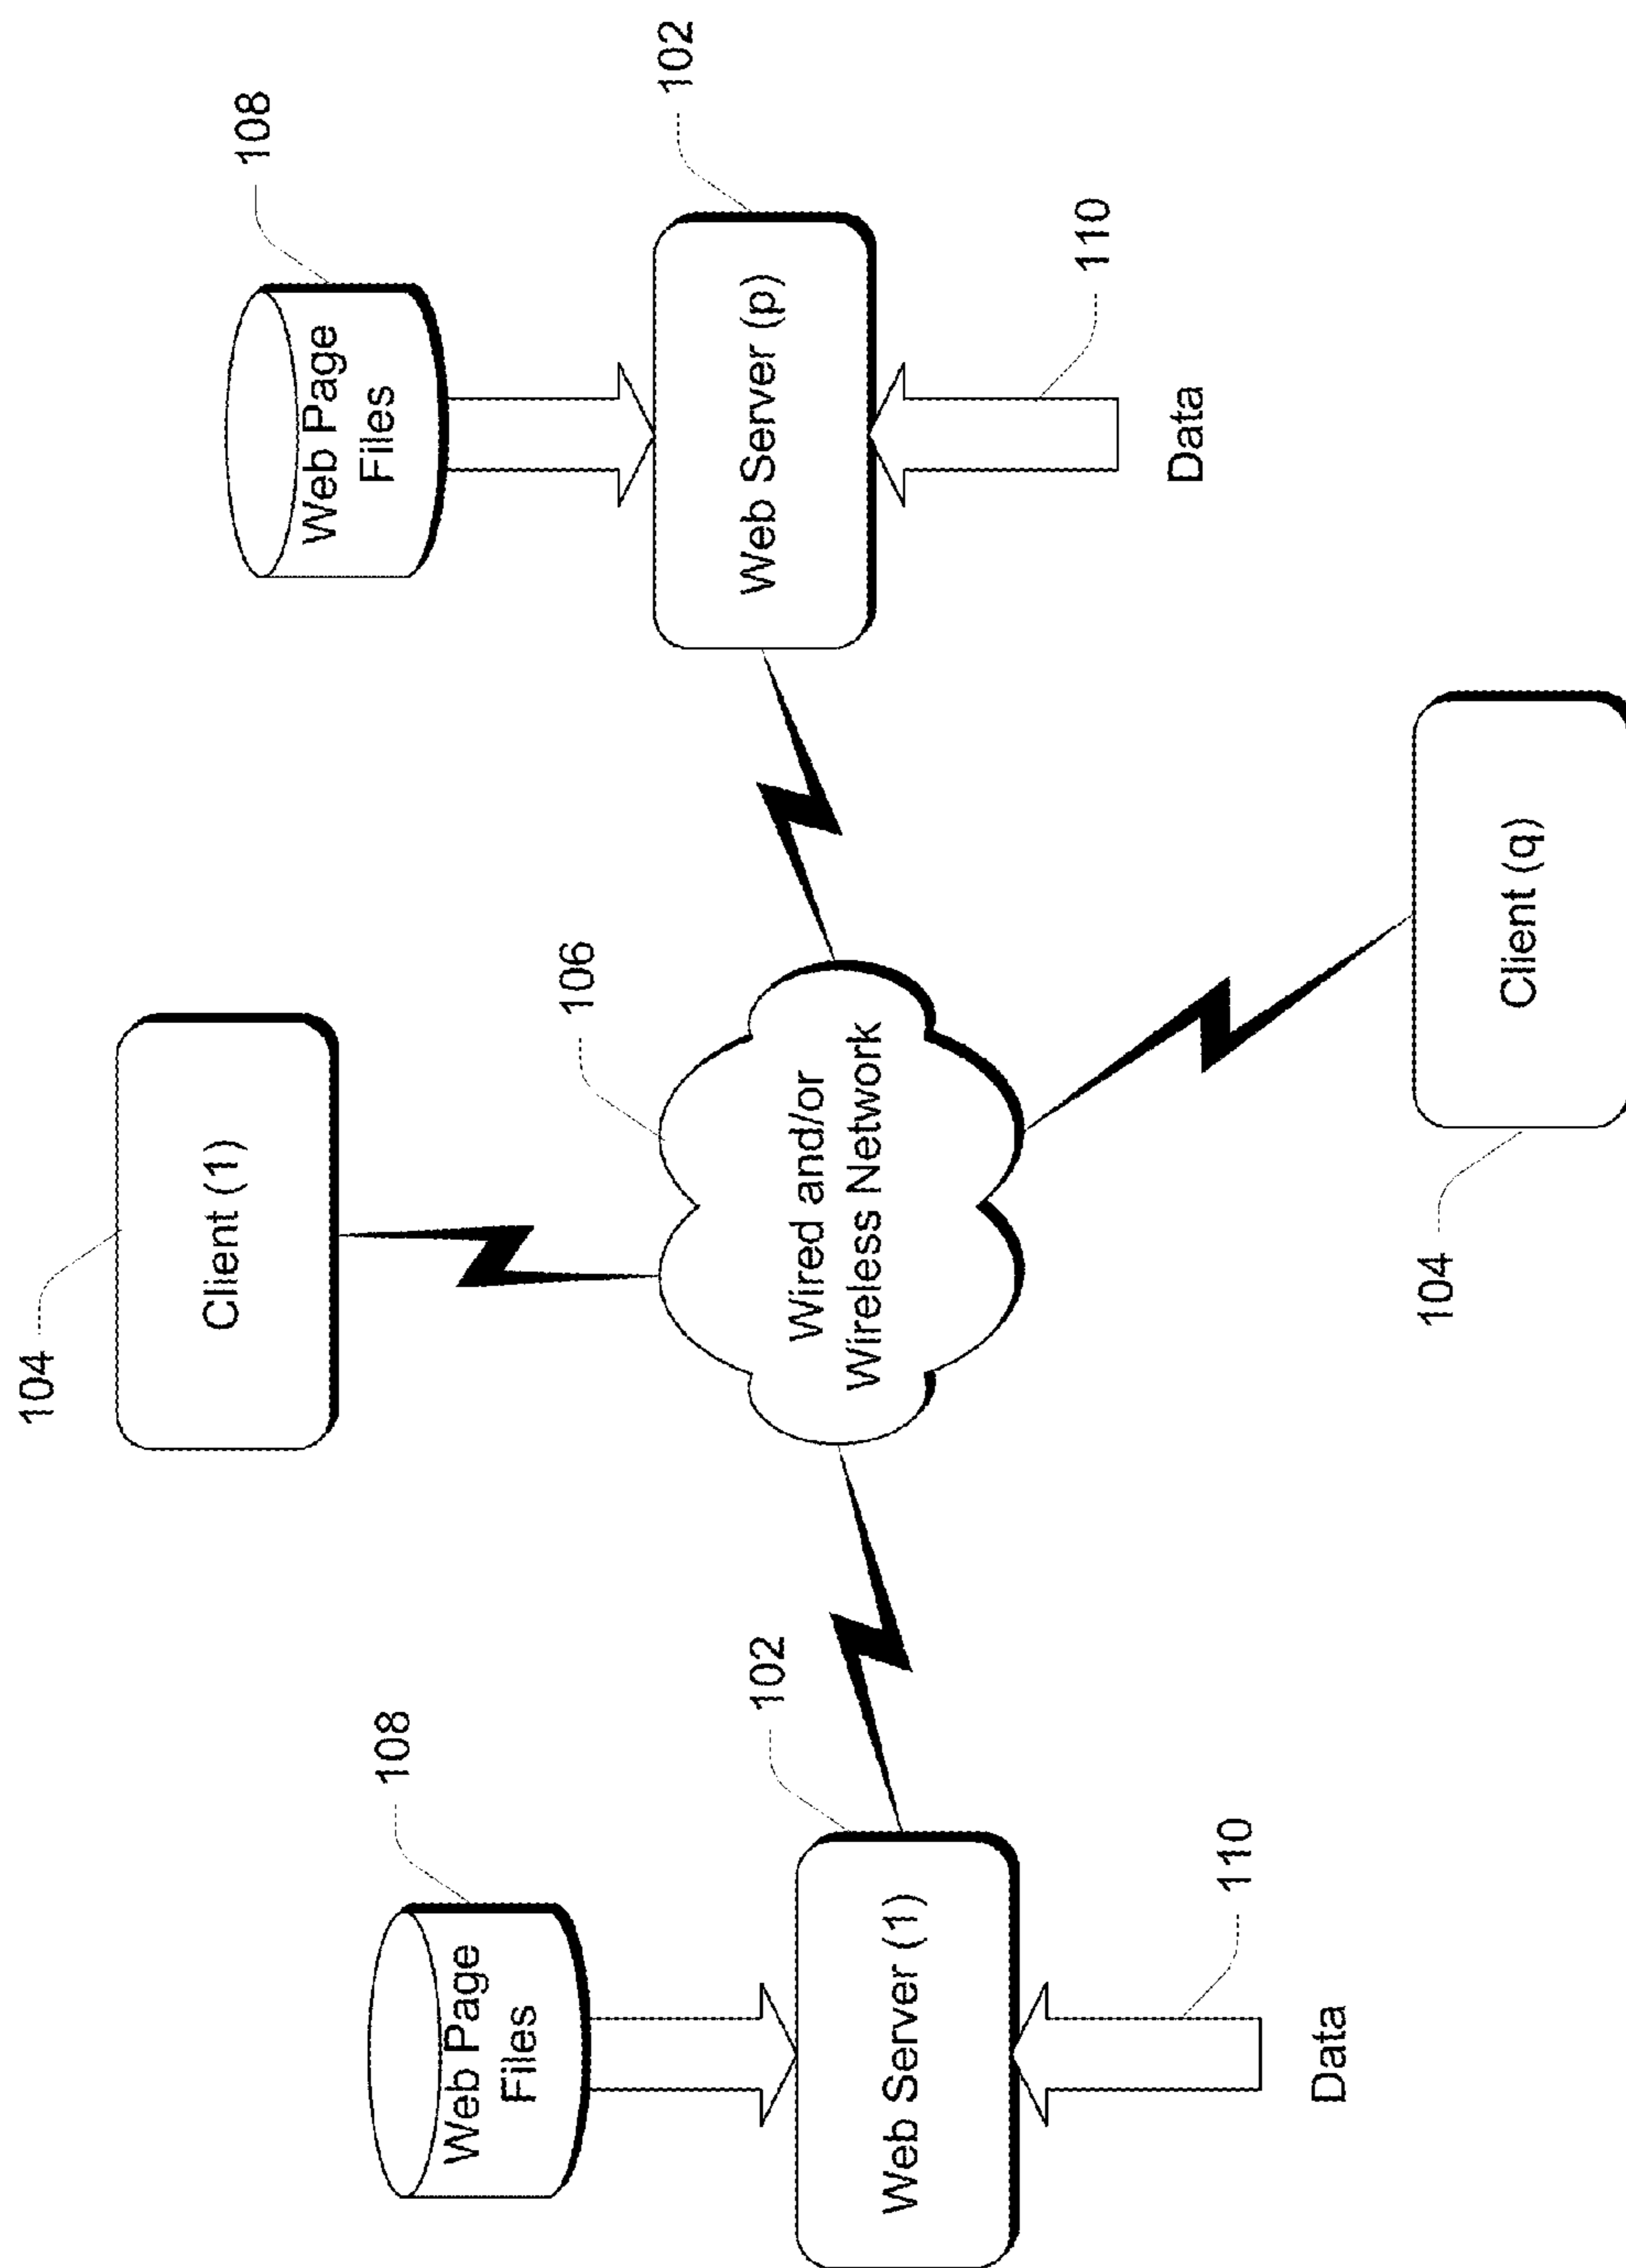 104
Client (1)
108
Web Page
Files
102
Web Server (1)
110
Data
106
Wired and/or
Wireless Network
108
Web Page
Files
102
Web Server (p)
110
Data
104
Client (q)